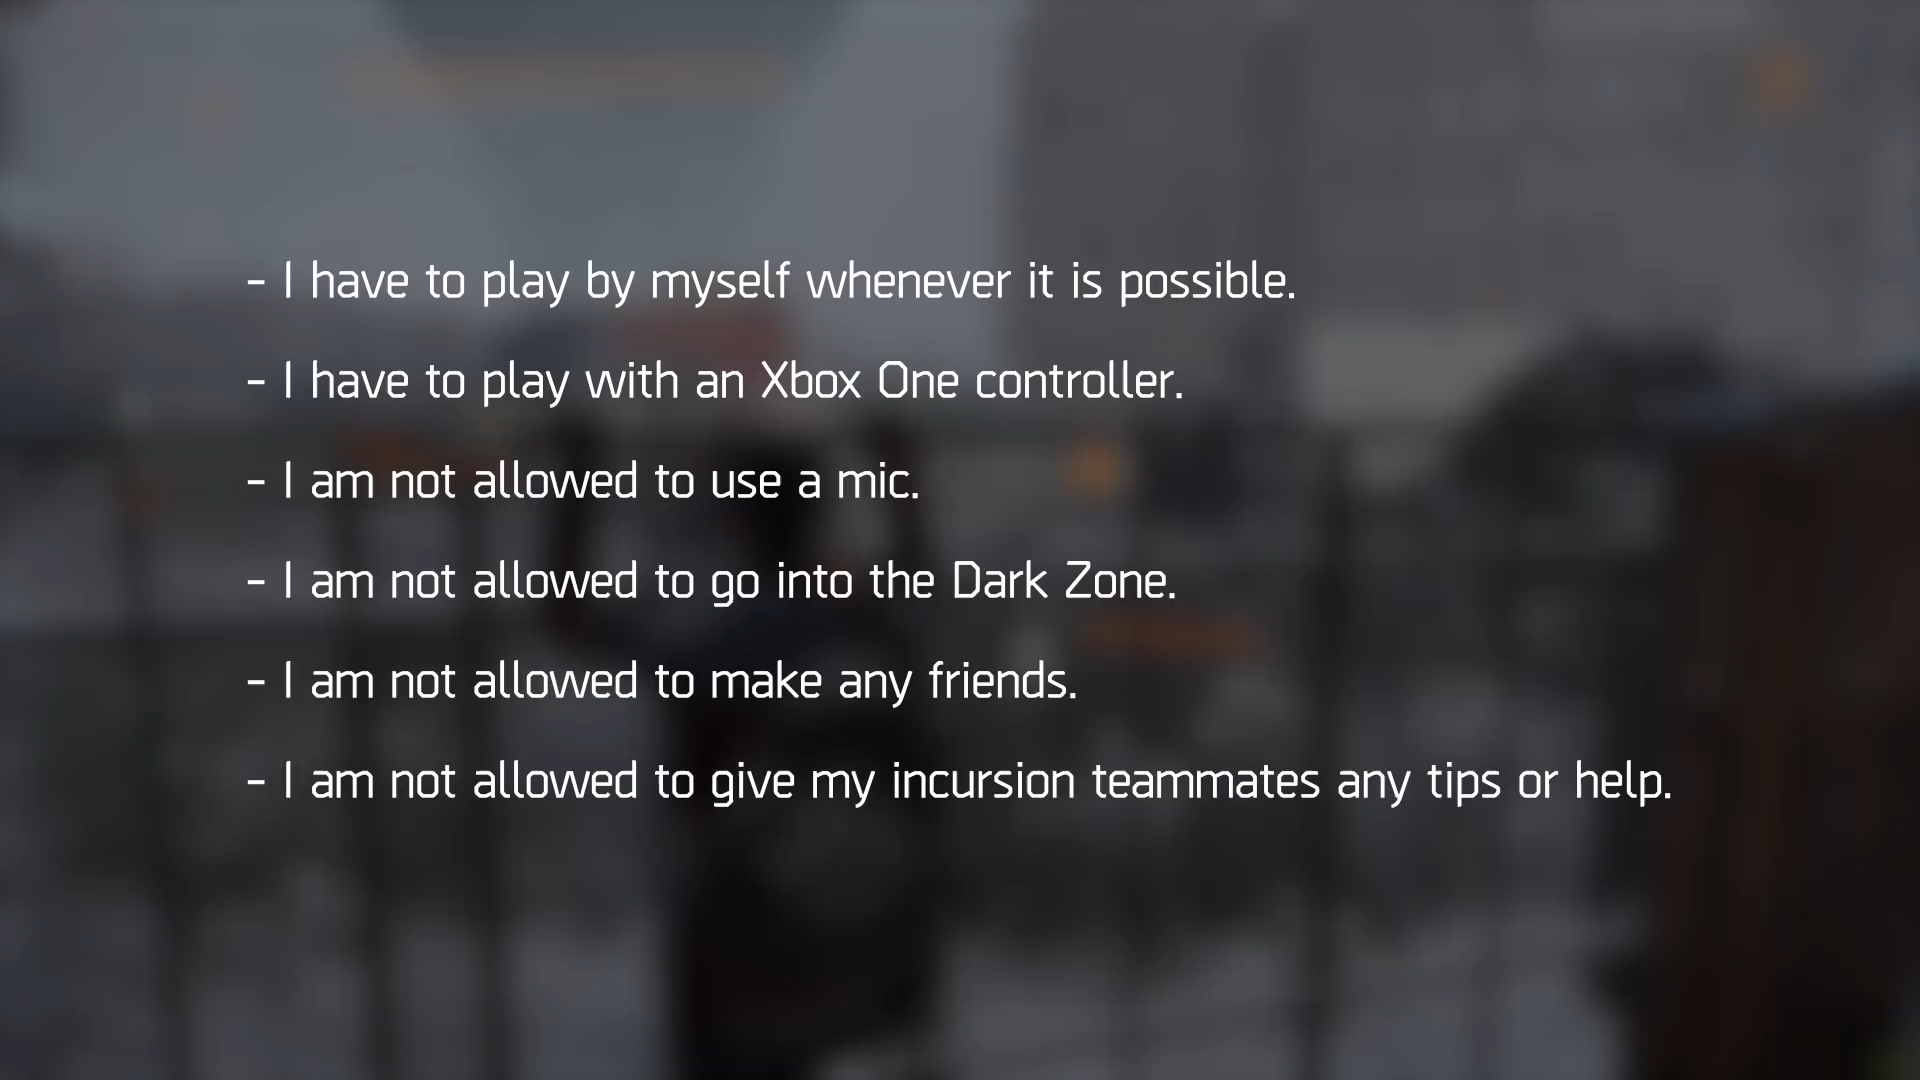 - I have to play by myself whenever it is possible.
- I have to play with an Xbox One controller.
- I am not allowed to use a mic.
- I am not allowed to go into the Dark Zone.
- I am not allowed to make any friends.
- I am not allowed to give my incursion teammates any tips or help.